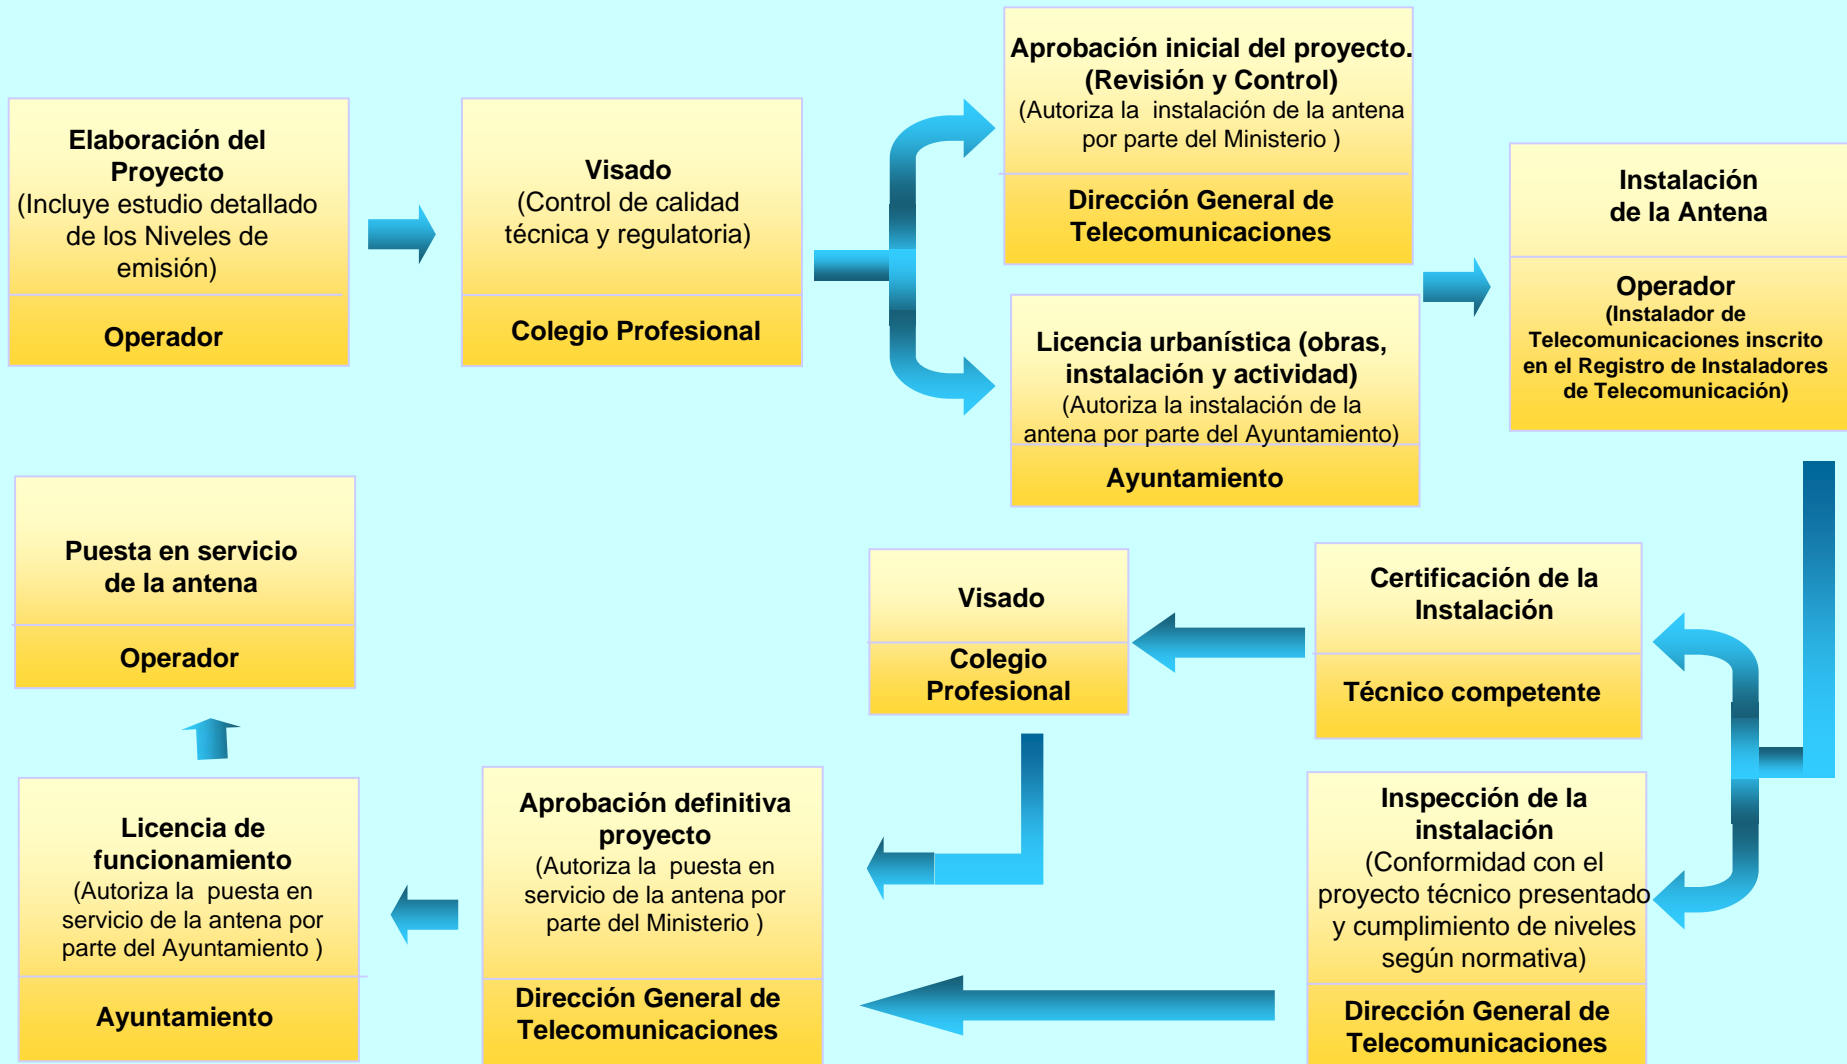 Elaboración del
Proyecto
(Incluye estudio detallado
de los Niveles de
emisión)
Operador
Visado
(Control de calidad
técnica y regulatoria)
Colegio Profesional
Aprobación inicial del proyecto.
(Revisión y Control)
(Autoriza la instalación de la antena
por parte del Ministerio )
Dirección General de
Telecomunicaciones
Licencia urbanística (obras,
instalación y actividad)
(Autoriza la instalación de la
antena por parte del Ayuntamiento)
Ayuntamiento
Instalación
de la Antena
Operador
(Instalador de
Telecomunicaciones inscrito
en el Registro de Instaladores
de Telecomunicación)
Certificación de la
Instalación
Técnico competente
Inspección de la
instalación
(Conformidad con el
proyecto técnico presentado
y cumplimiento de niveles
según normativa)
Dirección General de
Telecomunicaciones
Visado
Colegio
Profesional
Aprobación definitiva
proyecto
(Autoriza la puesta en
servicio de la antena por
parte del Ministerio )
Dirección General de
Telecomunicaciones
Licencia de
funcionamiento
(Autoriza la puesta en
servicio de la antena por
parte del Ayuntamiento )
Ayuntamiento
Puesta en servicio
de la antena
Operador